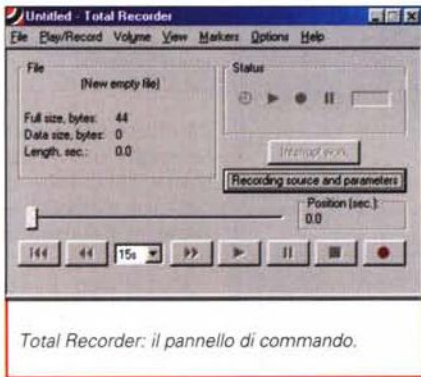 Untitled - Total Recorder
File Play/Record Volume View Markers Options Help
File
(New empty file)
Full size, bytes: 44
Data size, bytes: 0
Length, sec.: 0.0
Status
Interrupt work
Recording source and parameters
Position (sec.):
0.0
15s
Total Recorder: il pannello di commando.